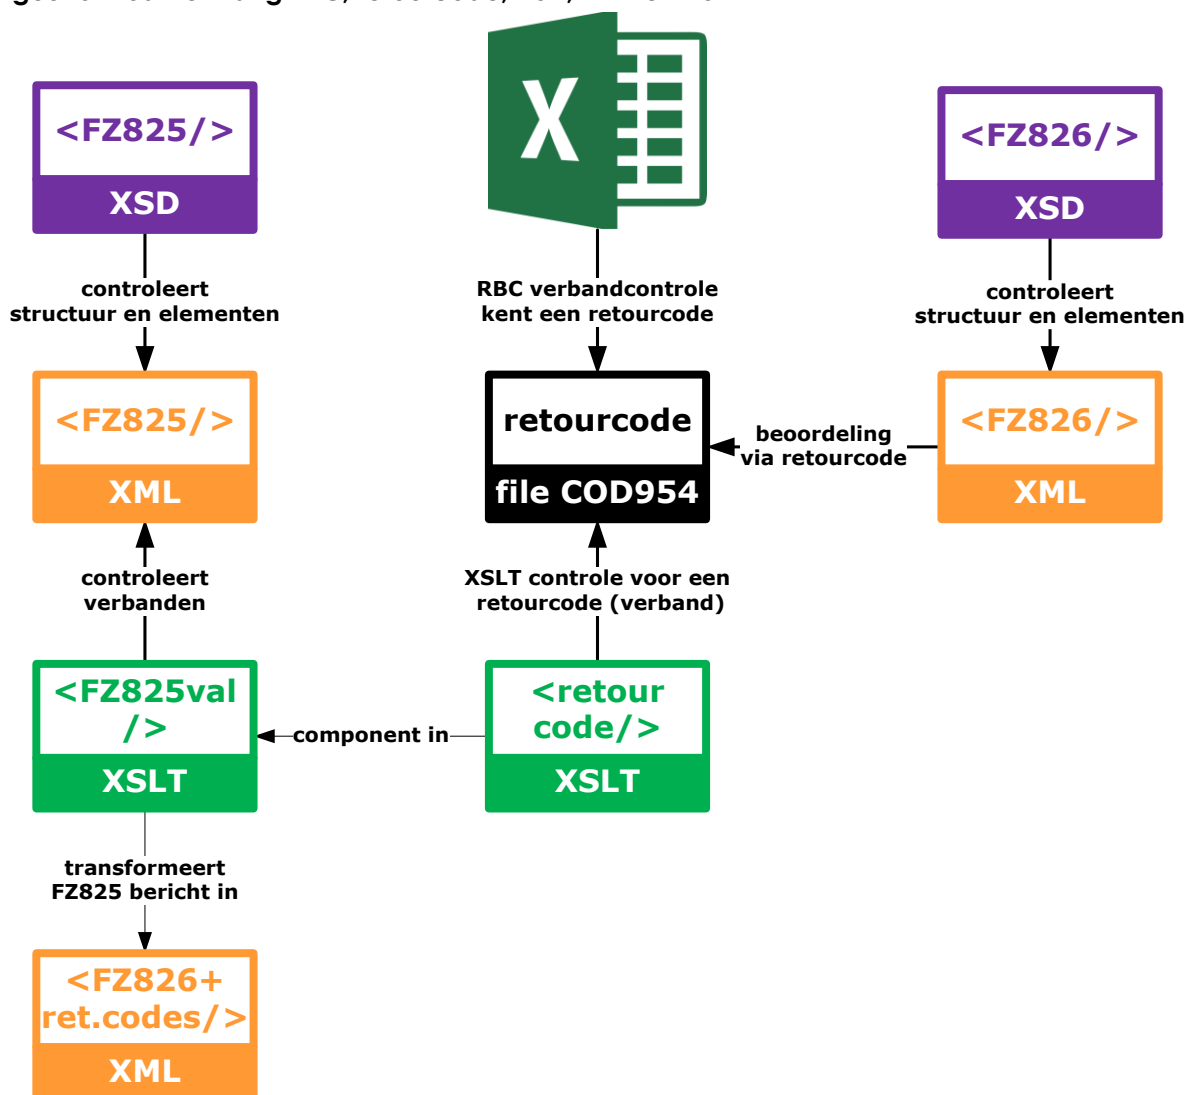 <FZ825/>
XSD
X
<FZ826/>
XSD
controleert
structuur en elementen
RBC verbandcontrole
kent een retourcode
controleert
structuur en elementen
<FZ825/>
XML
retourcode
file COD954
beoordeling
via retourcode
<FZ826/>
XML
controleert
verbanden
XSLT controle voor een
retourcode (verband)
<FZ825val
/>
XSLT
component in
<retour
code/>
XSLT
transformeert
FZ825 bericht in
<FZ826+
ret.codes/>
XML